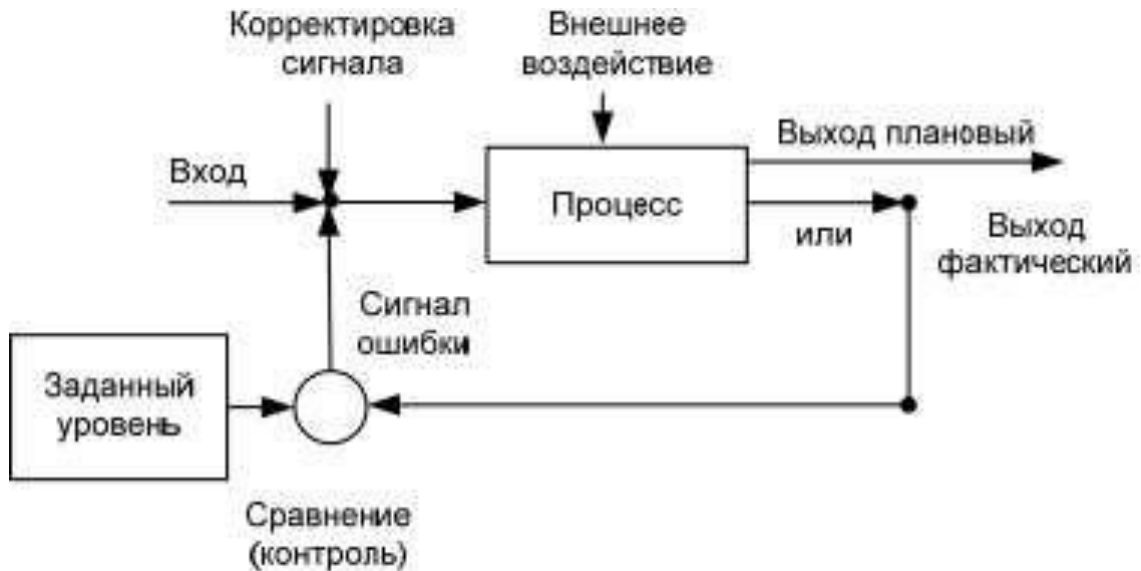 Корректировка
сигнала
Внешнее
воздействие
Выход плановый
Вход
Процесс
или
Выход
фактический
Сигнал
ошибки
Заданный
уровень
Сравнение
(контроль)